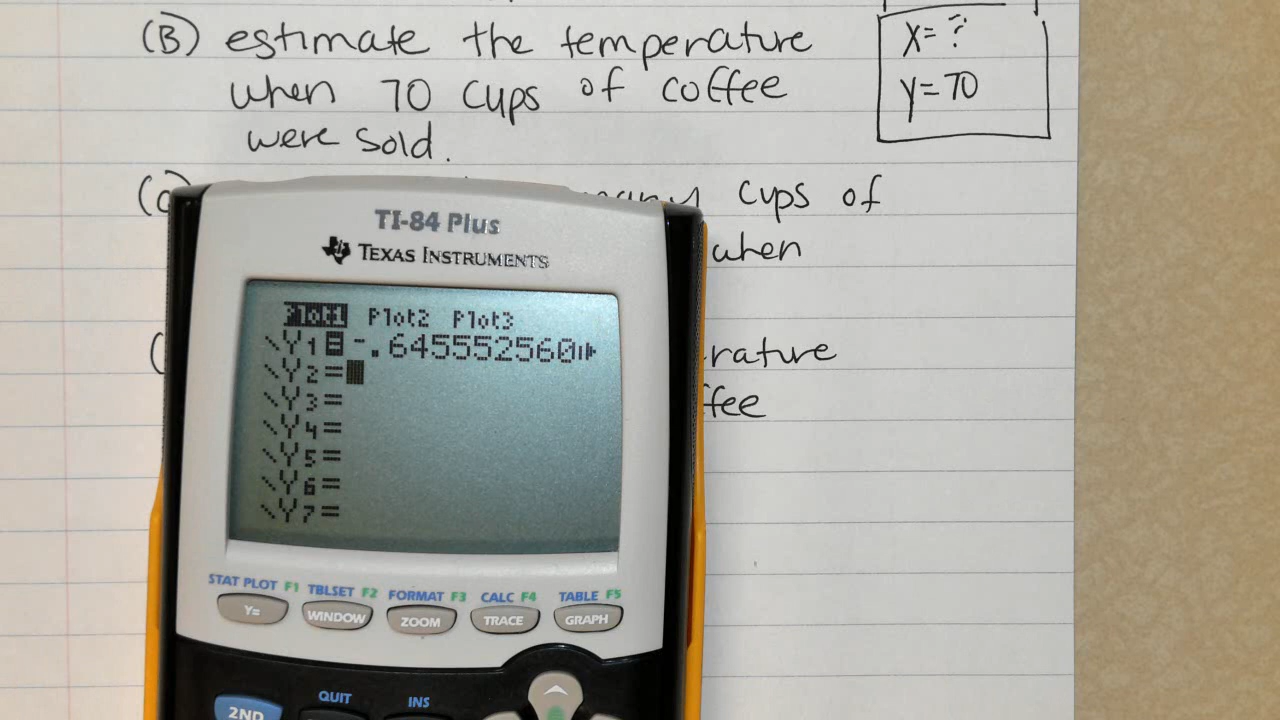 (B) estimate the temperature
when 70 cups of coffee
were sold.
x= ?
y=70
cups of
when
TI-84 Plus
TEXAS INSTRUMENTS
Plot1 Plot2 Plot3
\Y1=-.645552560
\Y2=
\Y3=
\Y4=
\Y5=
\Y6=
\Y7=
rature
ffee
STAT PLOT F1 TBLSET F2 FORMAT F3 CALC F4 TABLE F5
Y= WINDOW ZOOM TRACE GRAPH
QUIT INS
2ND